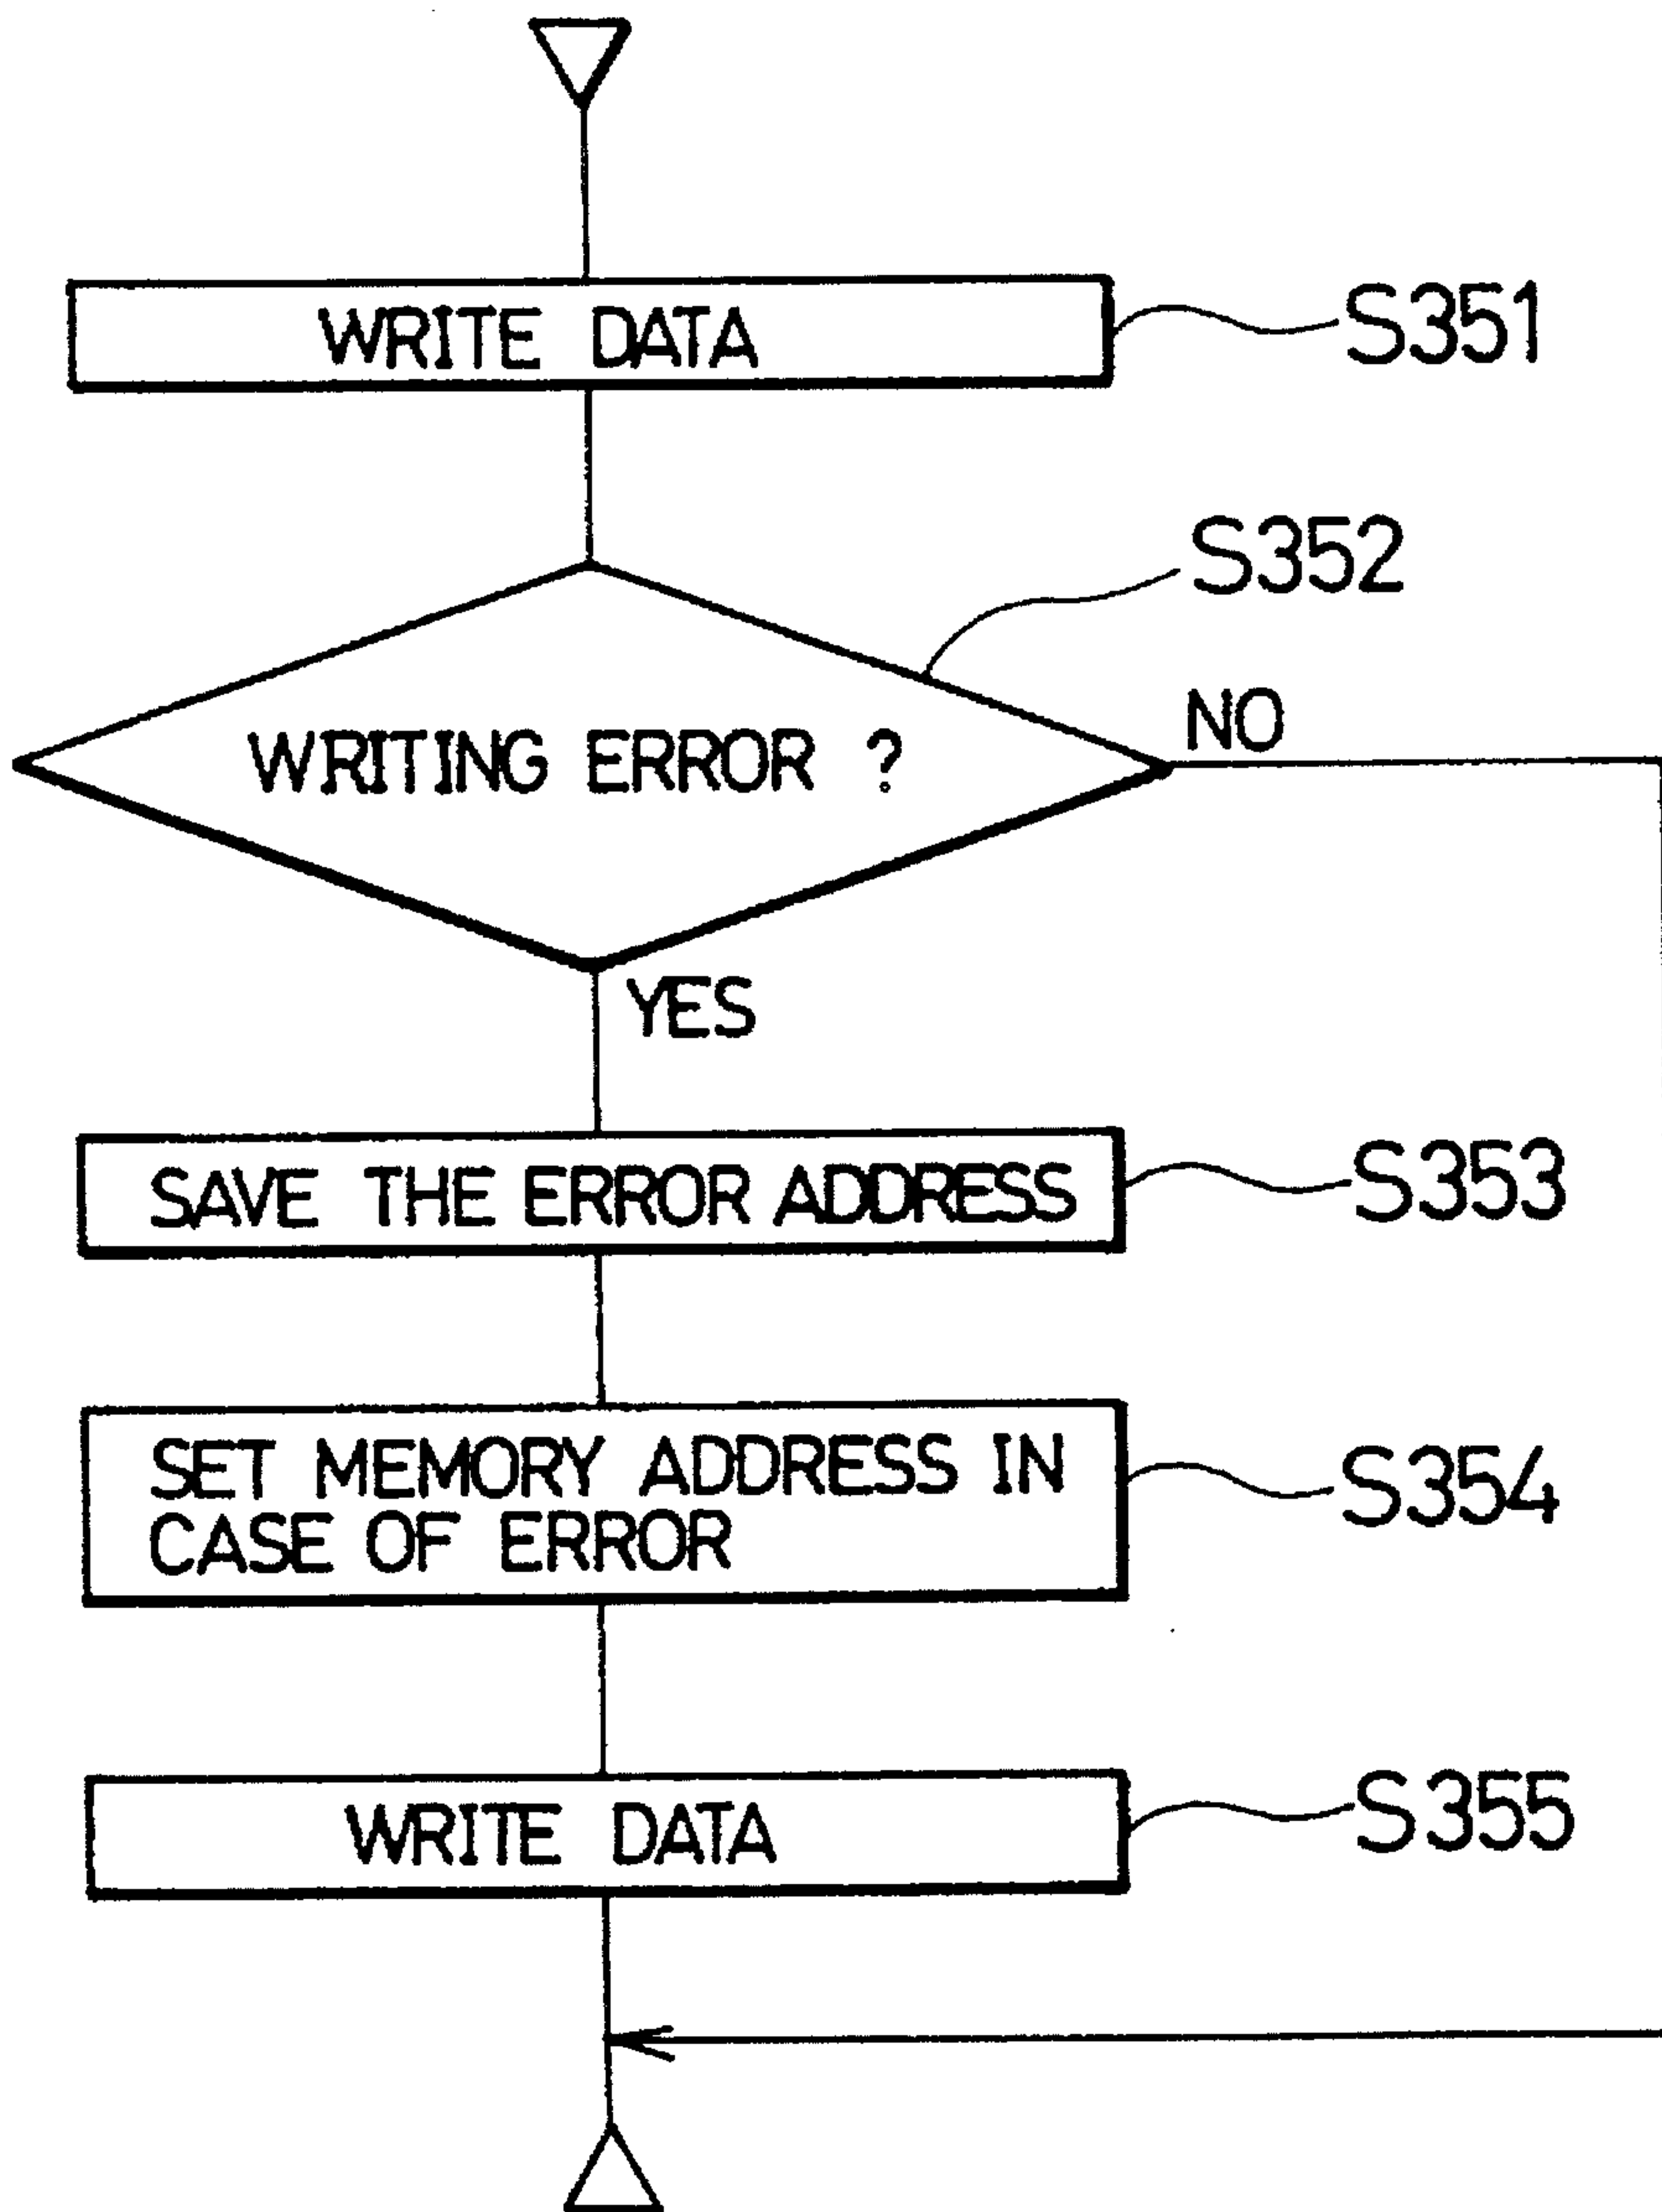 WRITE DATA
S351
S352
WRITING ERROR ?
NO
YES
SAVE THE ERROR ADDRESS
S353
SET MEMORY ADDRESS IN
CASE OF ERROR
S354
WRITE DATA
S355